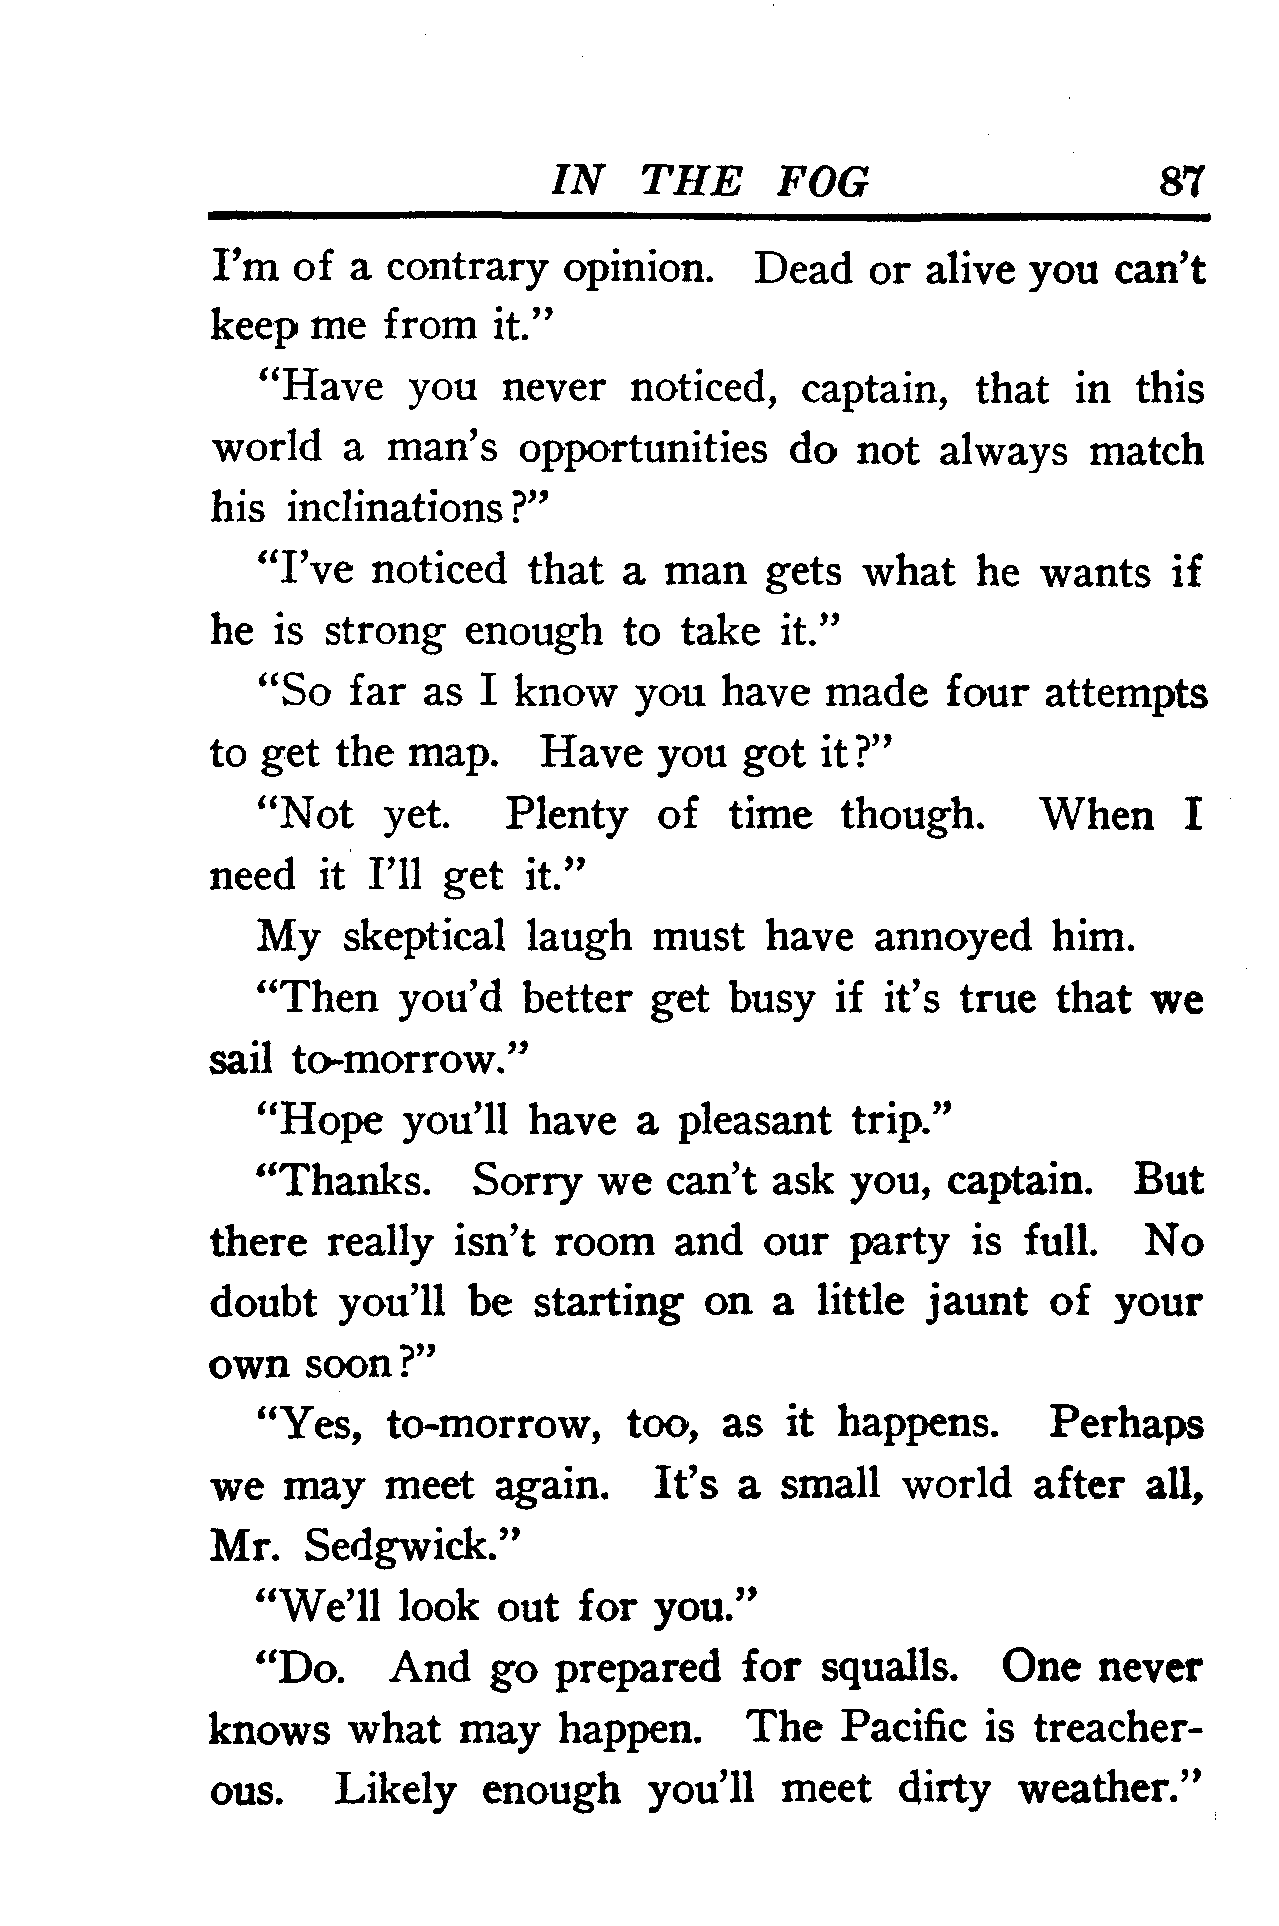 IN THE FOG 87
I'm of a contrary opinion. Dead or alive you can't
keep me from it."
"Have you never noticed, captain, that in this
world a man's opportunities do not always match
his inclinations?"
"I've noticed that a man gets what he wants if
he is strong enough to take it."
"So far as I know you have made four attempts
to get the map. Have you got it?"
"Not yet. Plenty of time though. When I
need it I'll get it."
My skeptical laugh must have annoyed him.
"Then you'd better get busy if it's true that we
sail to-morrow."
"Hope you'll have a pleasant trip."
"Thanks. Sorry we can't ask you, captain. But
there really isn't room and our party is full. No
doubt you'll be starting on a little jaunt of your
own soon?"
"Yes, to-morrow, too, as it happens. Perhaps
we may meet again. It's a small world after all,
Mr. Sedgwick."
"We'll look out for you."
"Do. And go prepared for squalls. One never
knows what may happen. The Pacific is treacher-
ous. Likely enough you'll meet dirty weather."